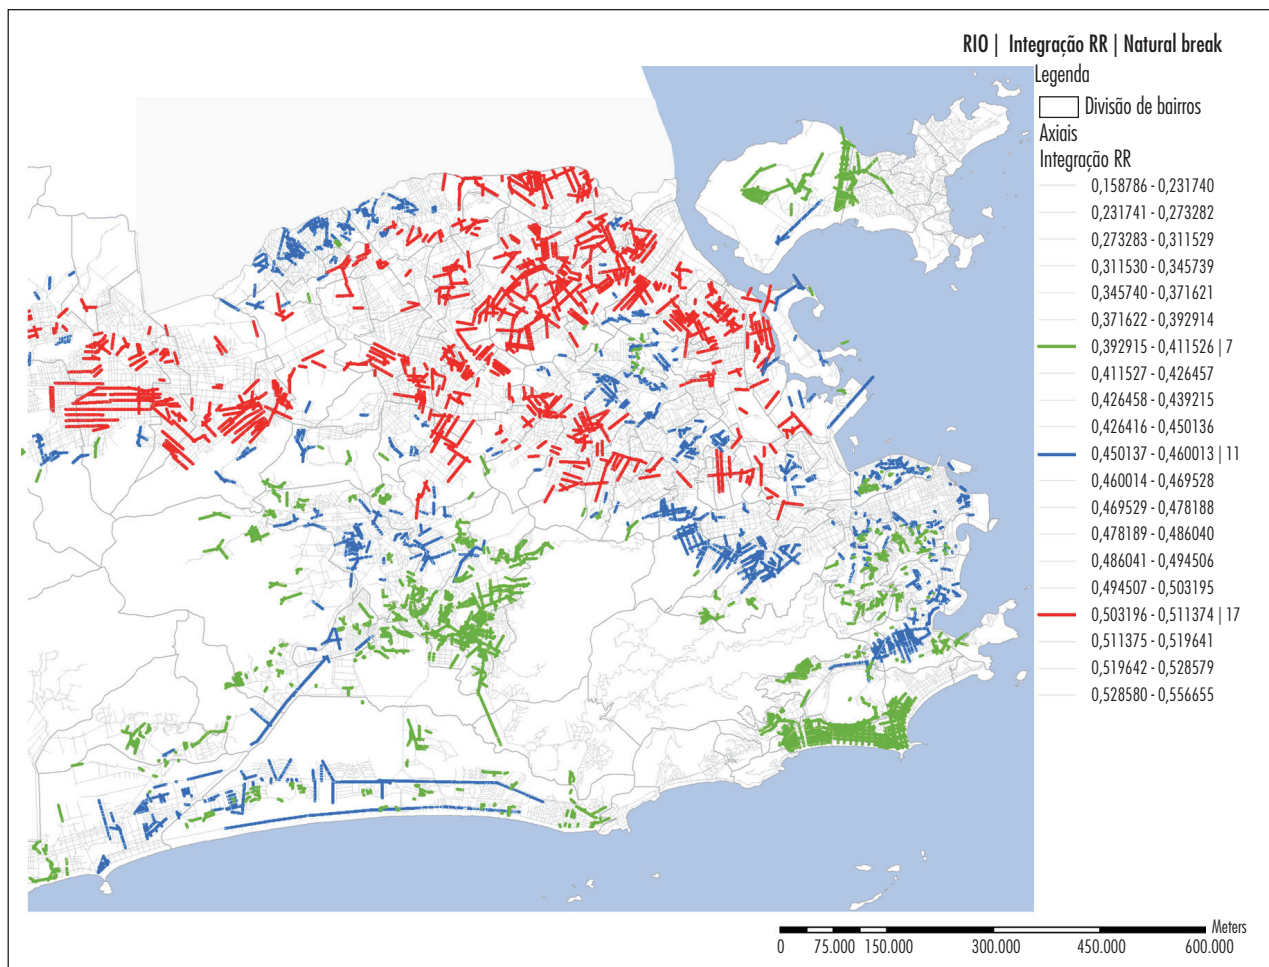 RIO | Integração RR | Natural break
Legenda
Divisão de bairros
Axiais
Integração RR
0,158786 - 0,231740
0,231741 - 0,273282
0,273283 - 0,311529
0,311530 - 0,345739
0,345740 - 0,371621
0,371622 - 0,392914
0,392915 - 0,411526 | 7
0,411527 - 0,426457
0,426458 - 0,439215
0,426416 - 0,450136
0,450137 - 0,460013 | 11
0,460014 - 0,469528
0,469529 - 0,478188
0,478189 - 0,486040
0,486041 - 0,494506
0,494507 - 0,503195
0,503196 - 0,511374 | 17
0,511375 - 0,519641
0,519642 - 0,528579
0,528580 - 0,556655
Meters
0 75.000 150.000 300.000 450.000 600.000